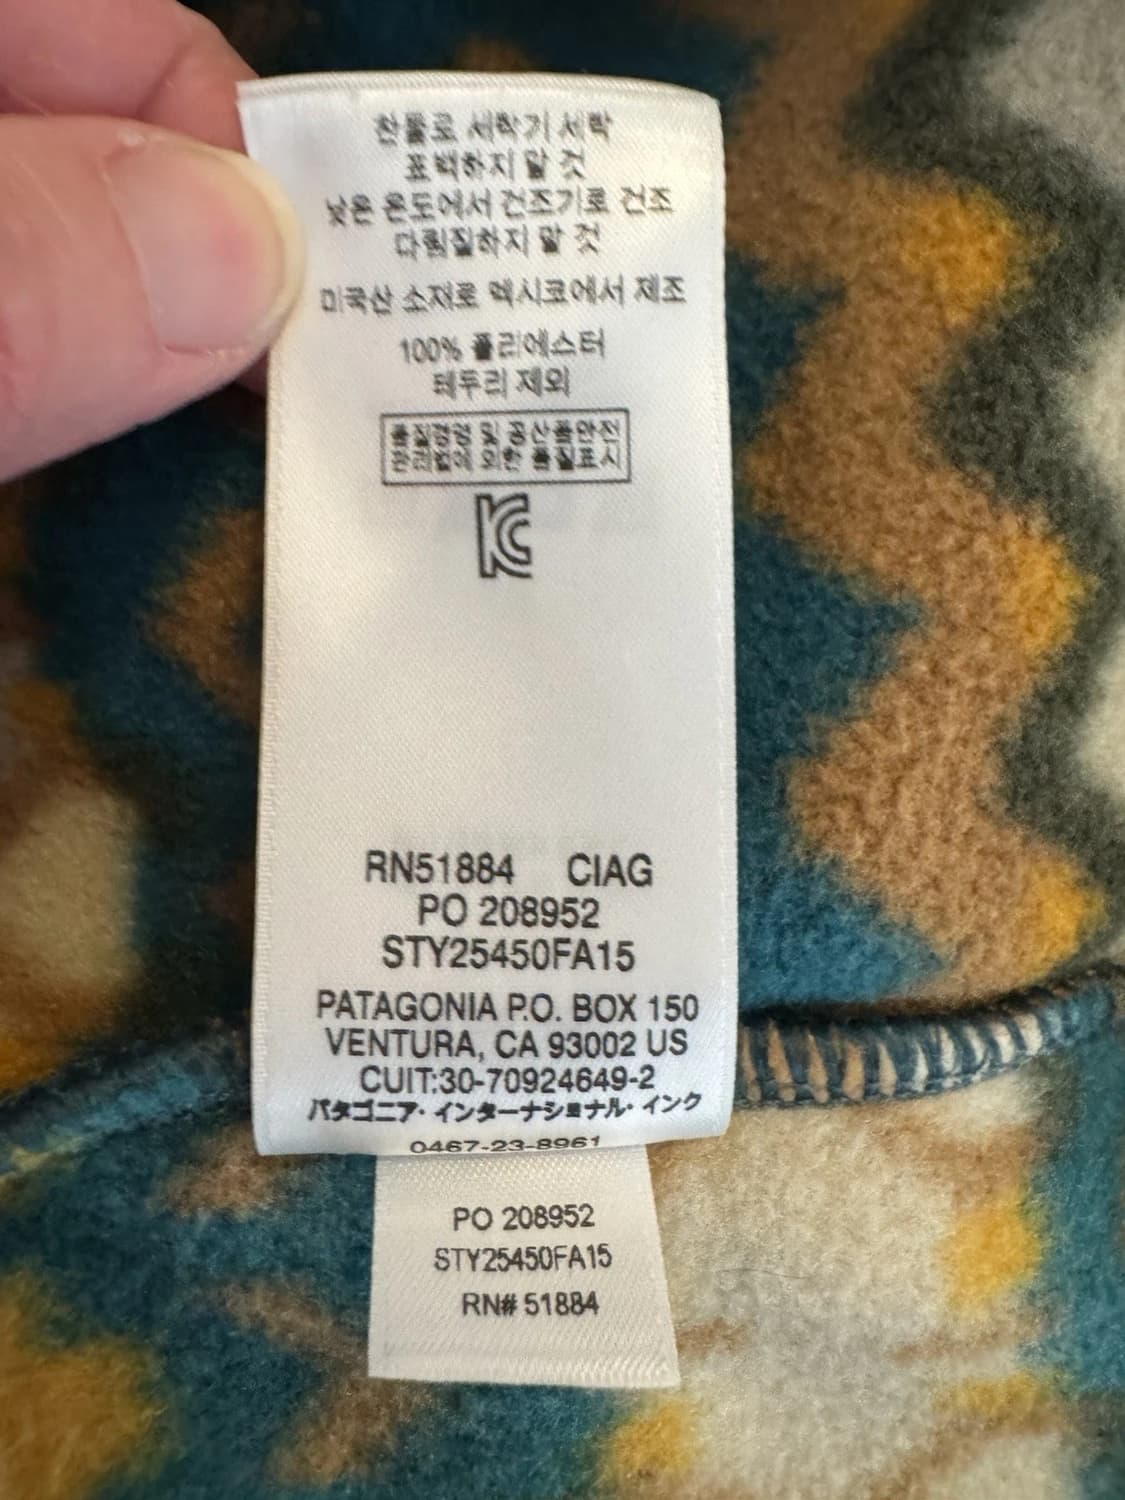 찬물로 세탁기 세탁
표백하지 말 것
낮은 온도에서 건조기로 건조
다림질하지 말 것
미국산 소재로 멕시코에서 제조
100% 폴리에스터
테두리 제외
품질경영 및 공산품안전
관리법에 의한 품질표시
KC
RN51884 CIAG
PO 208952
STY25450FA15
PATAGONIA P.O. BOX 150
VENTURA, CA 93002 US
CUIT:30-70924649-2
パタゴニア・インターナショナル・インク
0467-23-8961
PO 208952
STY25450FA15
RN# 51884